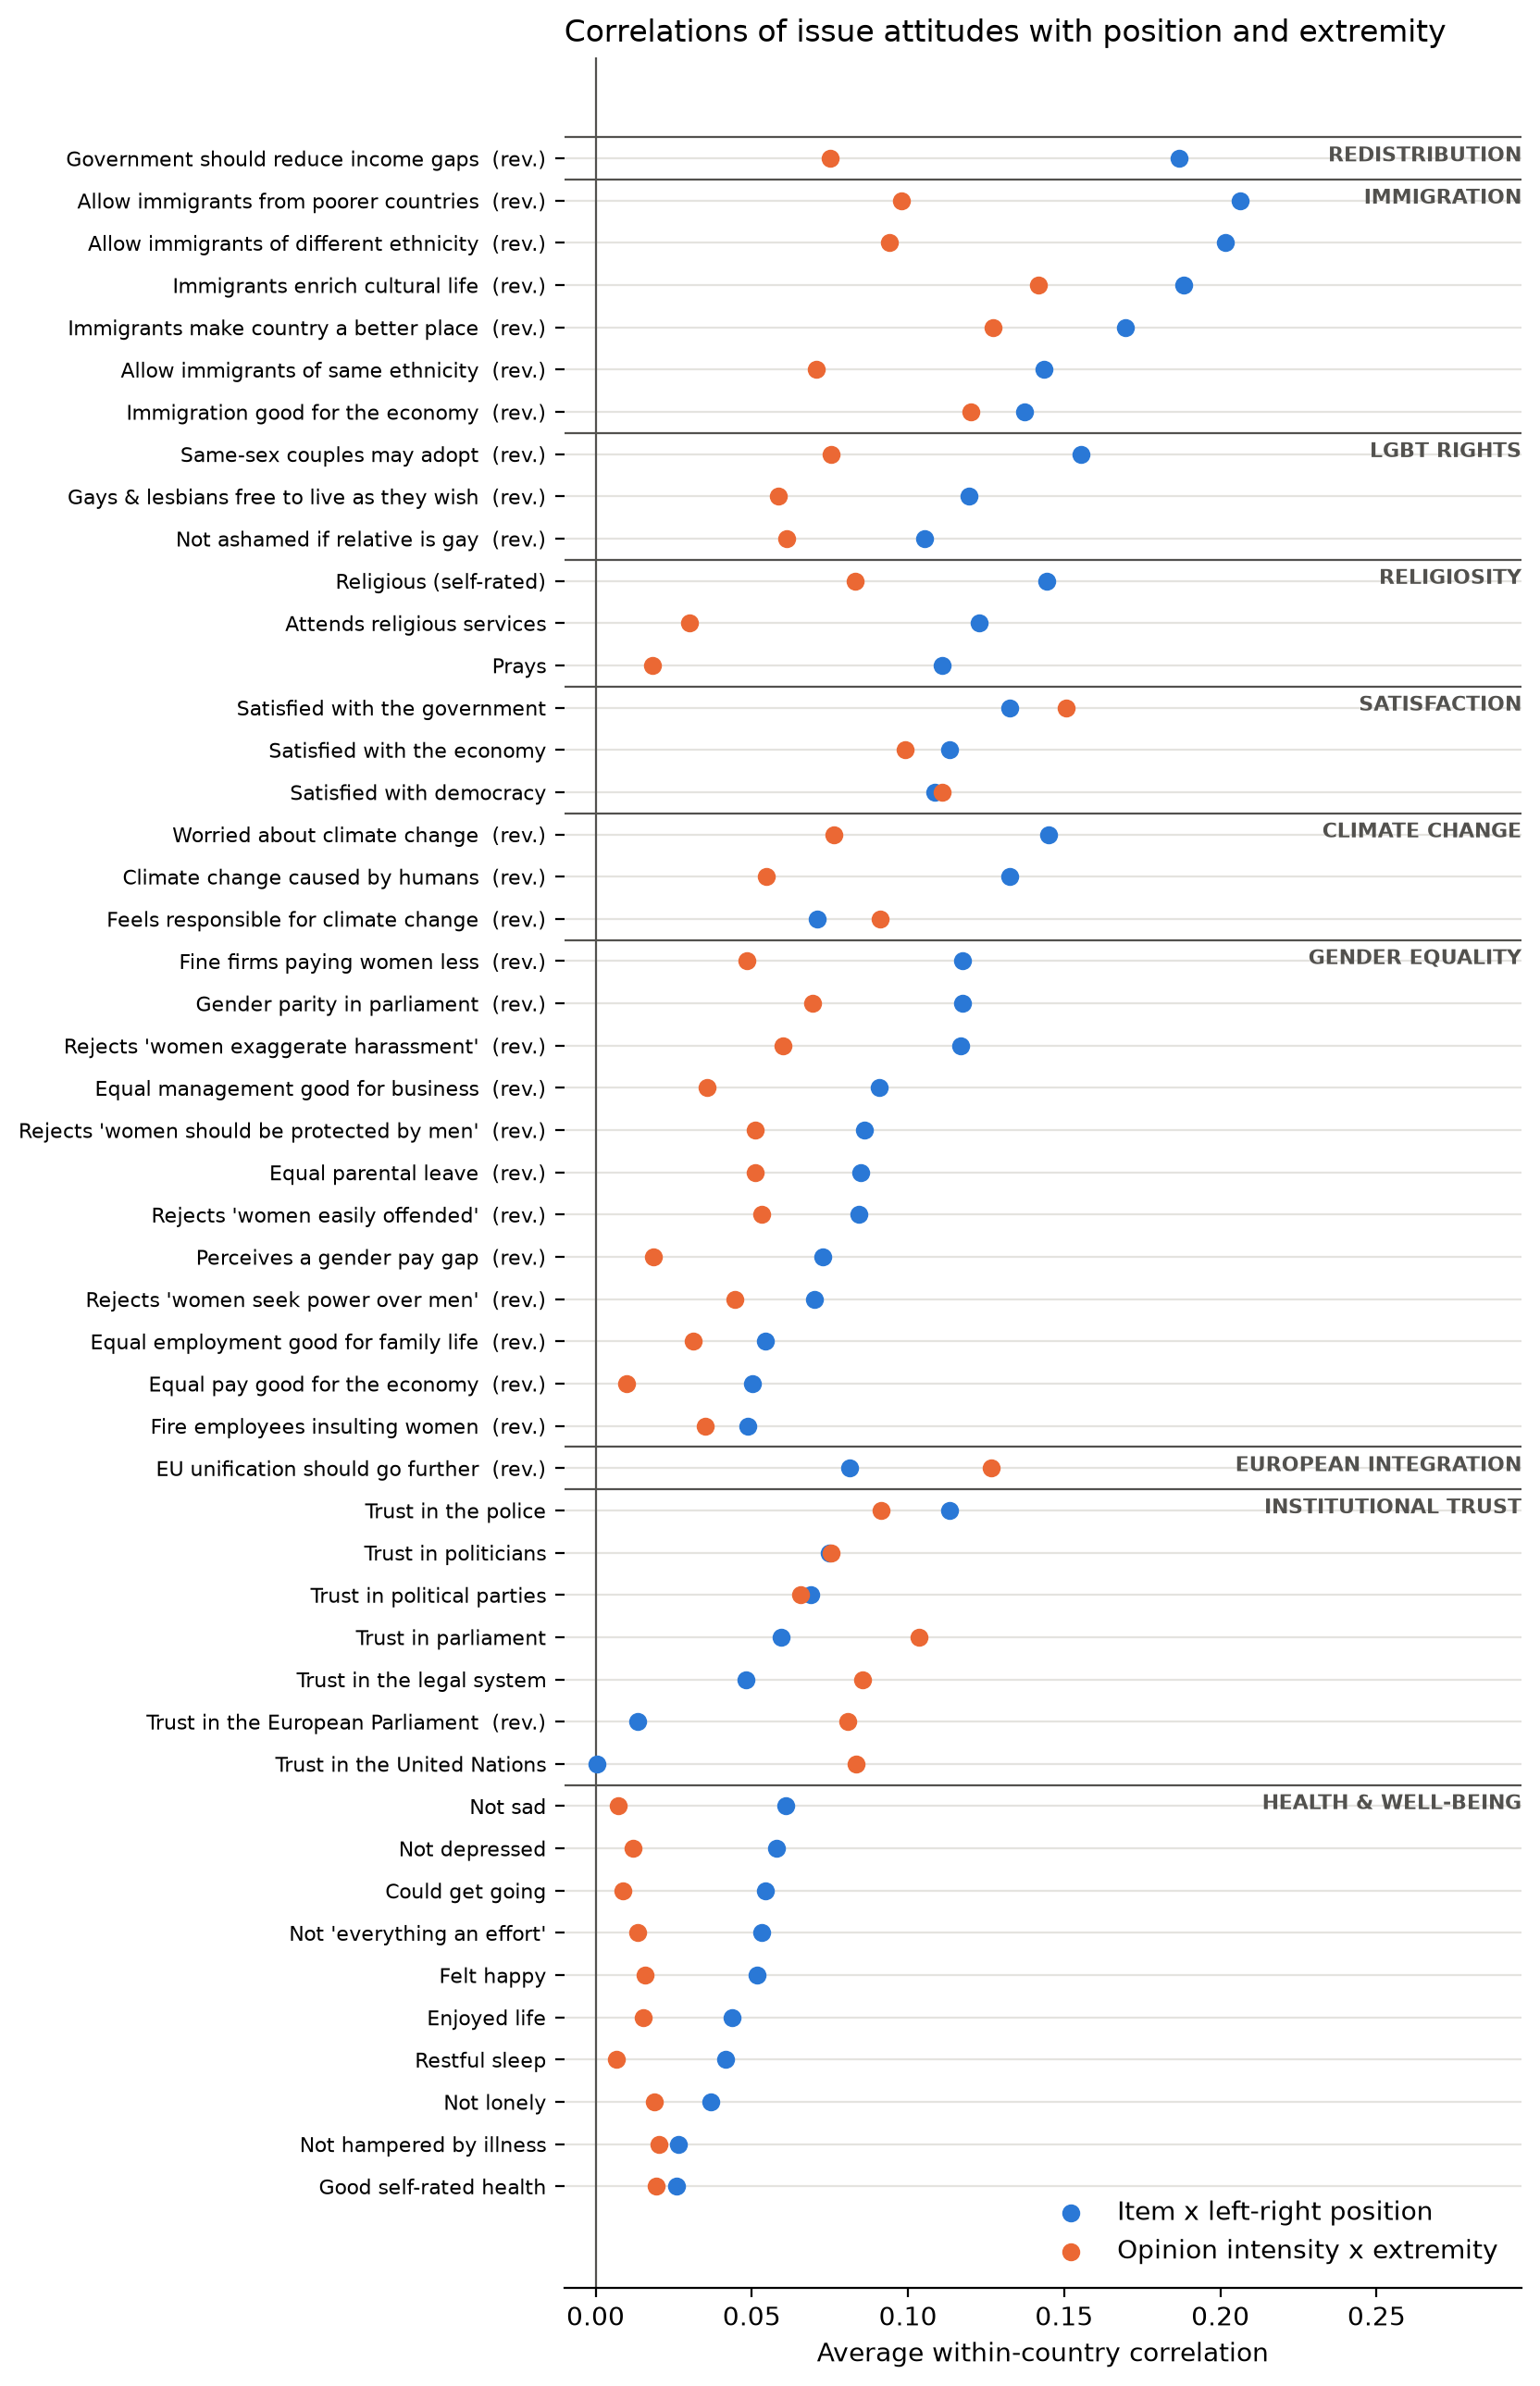 Correlations of issue attitudes with position and extremity
Government should reduce income gaps (rev.)
REDISTRIBUTION
Allow immigrants from poorer countries (rev.)
IMMIGRATION
Allow immigrants of different ethnicity (rev.)
Immigrants enrich cultural life (rev.)
Immigrants make country a better place (rev.)
Allow immigrants of same ethnicity (rev.)
Immigration good for the economy (rev.)
Same-sex couples may adopt (rev.)
LGBT RIGHTS
Gays & lesbians free to live as they wish (rev.)
Not ashamed if relative is gay (rev.)
Religious (self-rated)
RELIGIOSITY
Attends religious services
Prays
Satisfied with the government
SATISFACTION
Satisfied with the economy
Satisfied with democracy
Worried about climate change (rev.)
CLIMATE CHANGE
Climate change caused by humans (rev.)
Feels responsible for climate change (rev.)
Fine firms paying women less (rev.)
GENDER EQUALITY
Gender parity in parliament (rev.)
Rejects 'women exaggerate harassment' (rev.)
Equal management good for business (rev.)
Rejects 'women should be protected by men' (rev.)
Equal parental leave (rev.)
Rejects 'women easily offended' (rev.)
Perceives a gender pay gap (rev.)
Rejects 'women seek power over men' (rev.)
Equal employment good for family life (rev.)
Equal pay good for the economy (rev.)
Fire employees insulting women (rev.)
EU unification should go further (rev.)
EUROPEAN INTEGRATION
Trust in the police
INSTITUTIONAL TRUST
Trust in politicians
Trust in political parties
Trust in parliament
Trust in the legal system
Trust in the European Parliament (rev.)
Trust in the United Nations
Not sad
HEALTH & WELL-BEING
Not depressed
Could get going
Not 'everything an effort'
Felt happy
Enjoyed life
Restful sleep
Not lonely
Not hampered by illness
Good self-rated health
Item x left-right position
Opinion intensity x extremity
0.00 0.05 0.10 0.15 0.20 0.25
Average within-country correlation